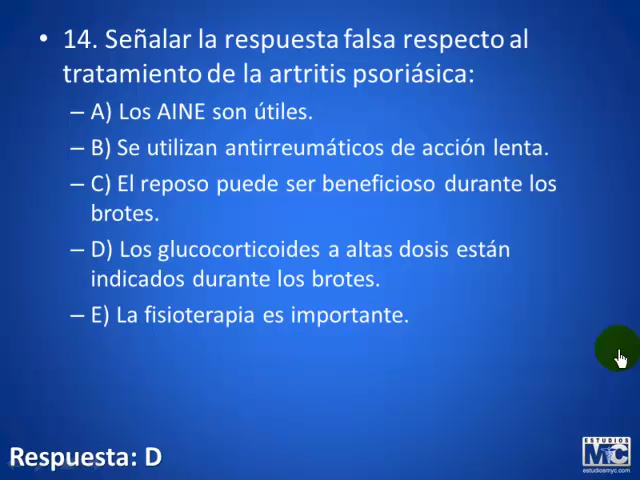 • 14. Señalar la respuesta falsa respecto al
tratamiento de la artritis psoriásica:
– A) Los AINE son útiles.
– B) Se utilizan antirreumáticos de acción lenta.
– C) El reposo puede ser beneficioso durante los
brotes.
– D) Los glucocorticoides a altas dosis están
indicados durante los brotes.
– E) La fisioterapia es importante.
Respuesta: D
ESTUDIOS
MyC
estudiosmyc.com